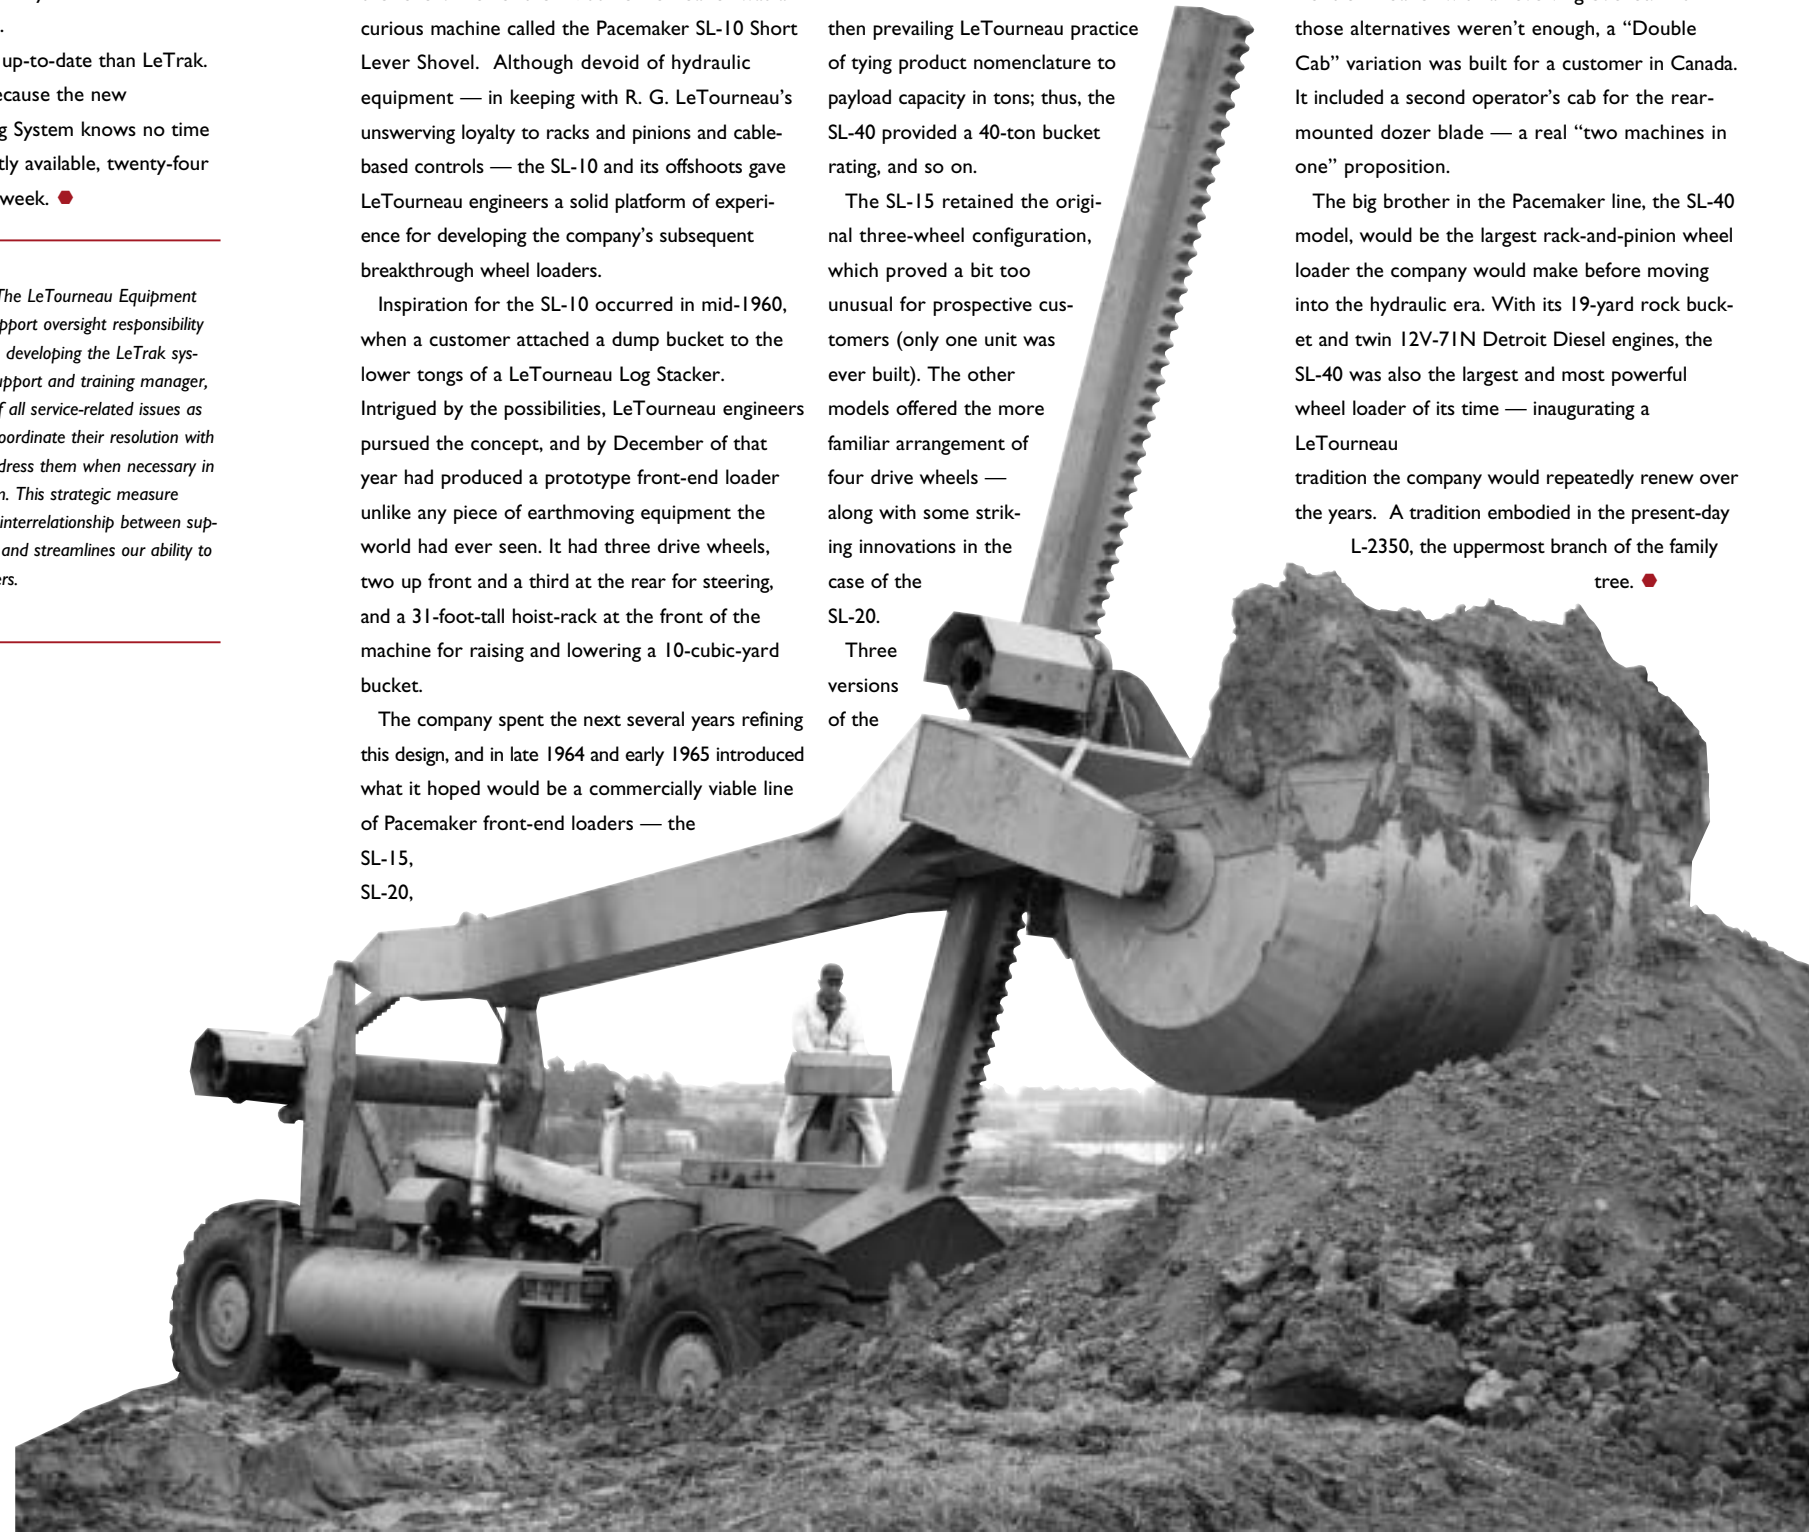 .
up-to-date than LeTrak.
ecause the new
g System knows no time
tly available, twenty-four
week.
The LeTourneau Equipment
pport oversight responsibility
developing the LeTrak sys-
upport and training manager,
f all service-related issues as
oordinate their resolution with
dress them when necessary in
n. This strategic measure
interrelationship between sup-
and streamlines our ability to
ers.
curious machine called the Pacemaker SL-10 Short
Lever Shovel.  Although devoid of hydraulic
equipment — in keeping with R. G. LeTourneau’s
unswerving loyalty to racks and pinions and cable-
based controls — the SL-10 and its offshoots gave
LeTourneau engineers a solid platform of experi-
ence for developing the company’s subsequent
breakthrough wheel loaders.
Inspiration for the SL-10 occurred in mid-1960,
when a customer attached a dump bucket to the
lower tongs of a LeTourneau Log Stacker.
Intrigued by the possibilities, LeTourneau engineers
pursued the concept, and by December of that
year had produced a prototype front-end loader
unlike any piece of earthmoving equipment the
world had ever seen. It had three drive wheels,
two up front and a third at the rear for steering,
and a 31-foot-tall hoist-rack at the front of the
machine for raising and lowering a 10-cubic-yard
bucket.
The company spent the next several years refining
this design, and in late 1964 and early 1965 introduced
what it hoped would be a commercially viable line
of Pacemaker front-end loaders — the
SL-15,
SL-20,
then prevailing LeTourneau practice
of tying product nomenclature to
payload capacity in tons; thus, the
SL-40 provided a 40-ton bucket
rating, and so on.
The SL-15 retained the origi-
nal three-wheel configuration,
which proved a bit too
unusual for prospective cus-
tomers (only one unit was
ever built). The other
models offered the more
familiar arrangement of
four drive wheels —
along with some strik-
ing innovations in the
case of the
SL-20.
Three
versions
of the
those alternatives weren’t enough, a “Double
Cab” variation was built for a customer in Canada.
It included a second operator’s cab for the rear-
mounted dozer blade — a real “two machines in
one” proposition.
The big brother in the Pacemaker line, the SL-40
model, would be the largest rack-and-pinion wheel
loader the company would make before moving
into the hydraulic era. With its 19-yard rock buck-
et and twin 12V-71N Detroit Diesel engines, the
SL-40 was also the largest and most powerful
wheel loader of its time — inaugurating a
LeTourneau
tradition the company would repeatedly renew over
the years.  A tradition embodied in the present-day
L-2350, the uppermost branch of the family
tree.